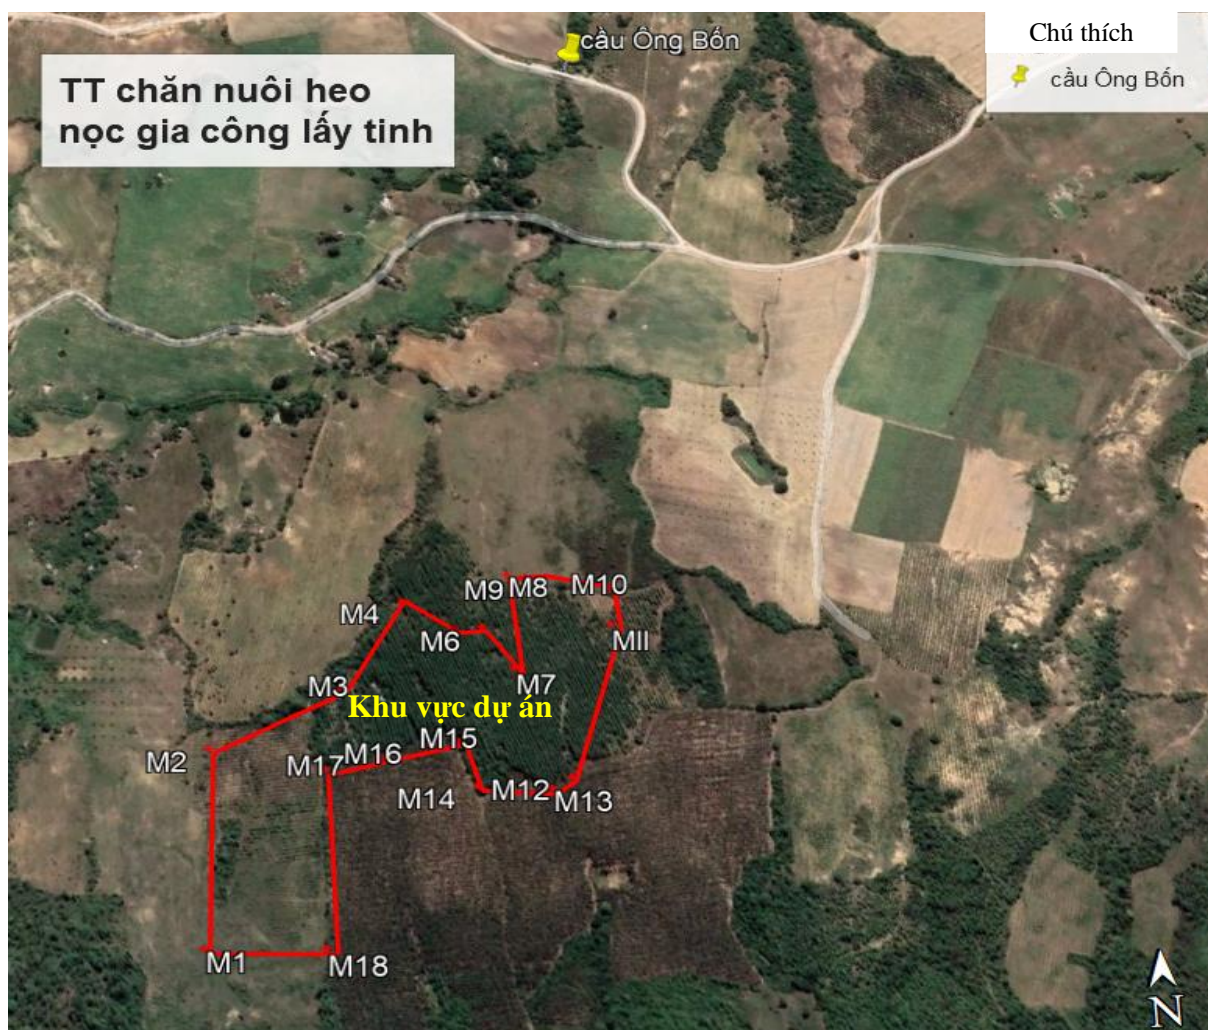 cầu Ông Bốn
Chú thích
cầu Ông Bốn
TT chăn nuôi heo
nọc gia công lấy tinh
M9
M8
M10
M4
M6
MII
M7
M3
Khu vực dự án
M15
M2
M17
M16
M14
M12
M13
M1
M18
N